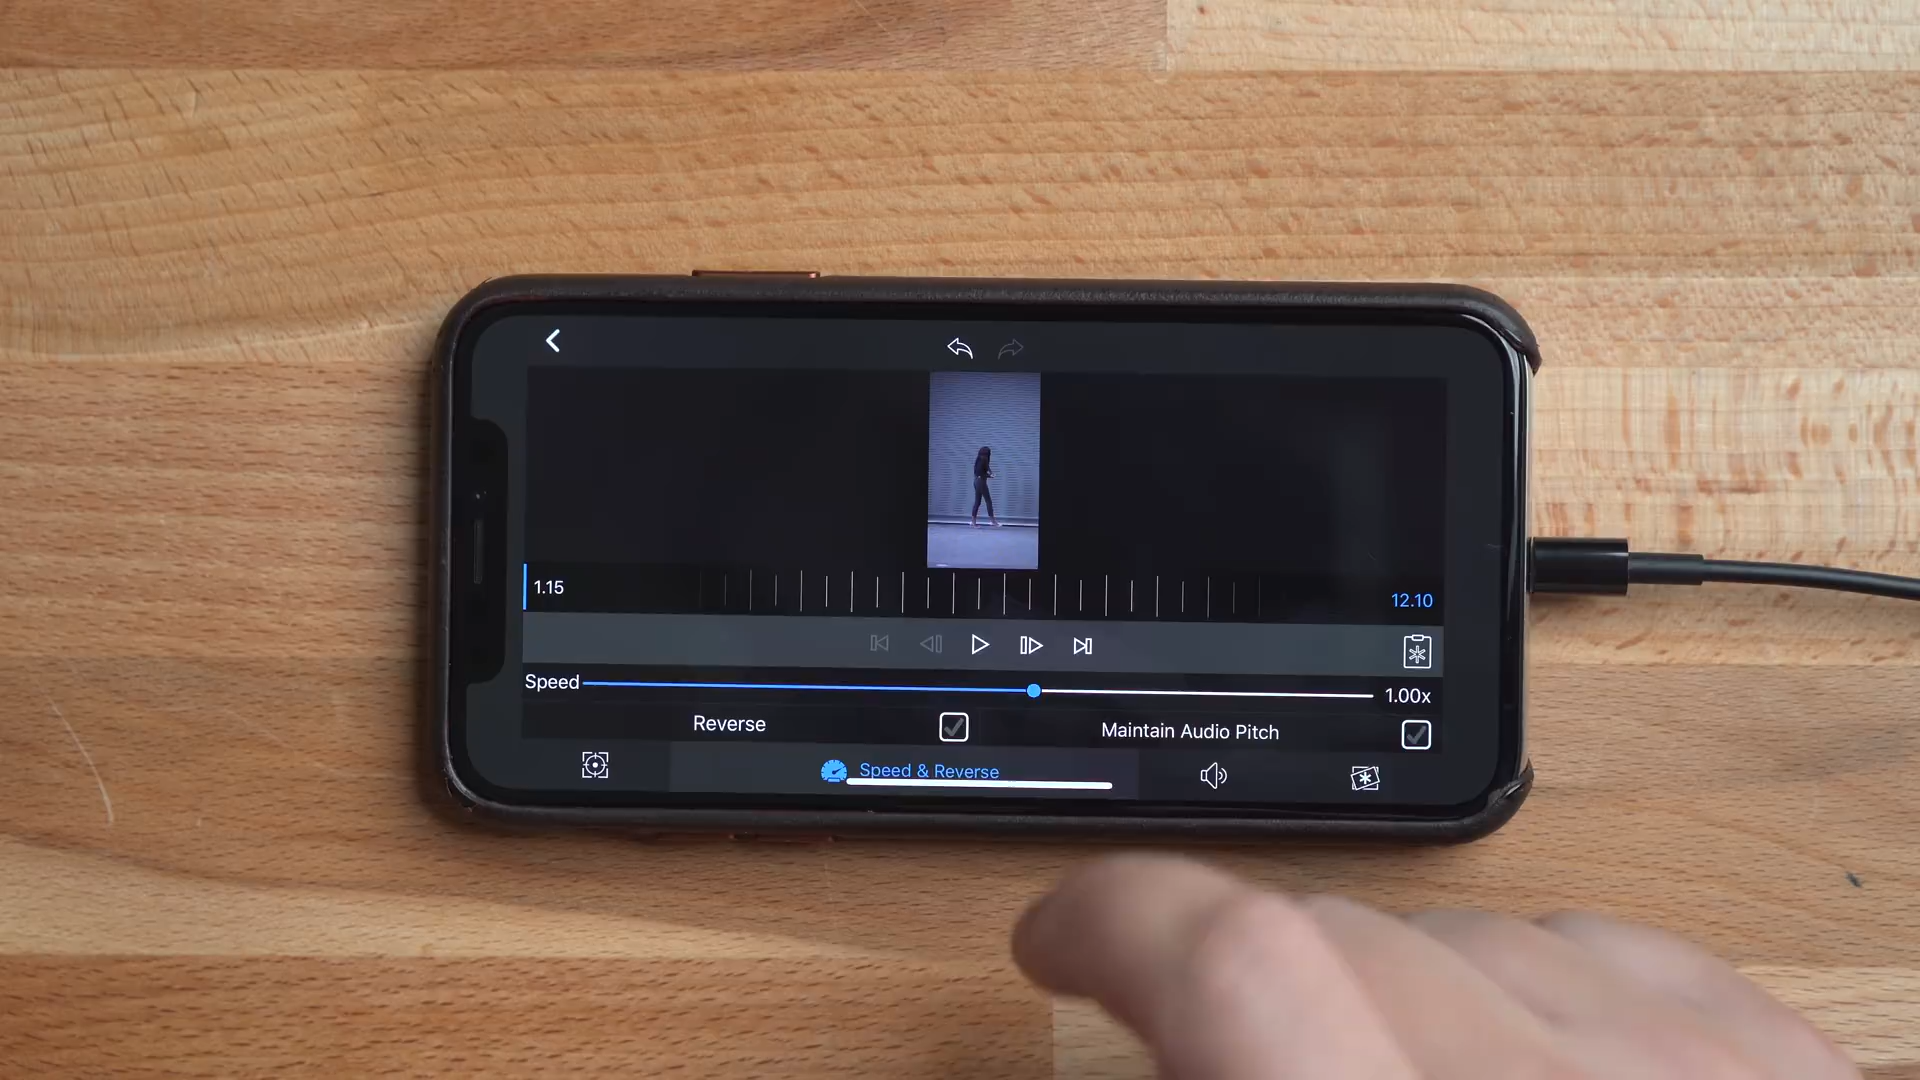 1.15
12.10
Speed 1.00x
Reverse Maintain Audio Pitch
Speed & Reverse